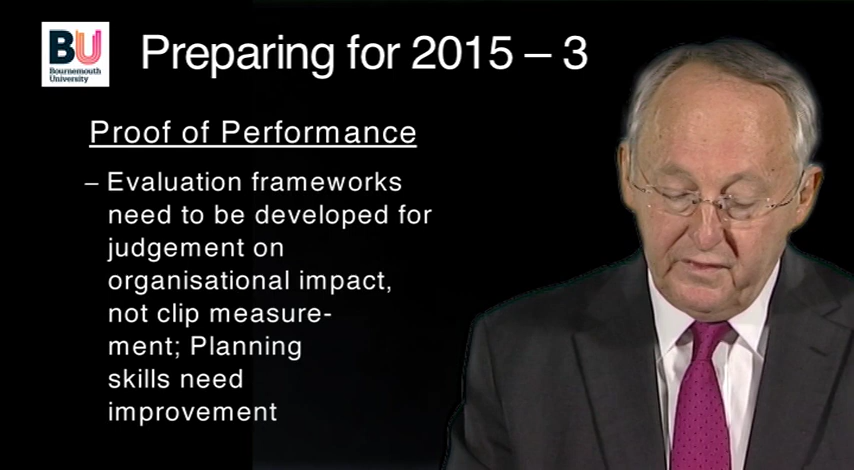 BU
Bournemouth
University
Preparing for 2015 – 3
Proof of Performance
– Evaluation frameworks
need to be developed for
judgement on
organisational impact,
not clip measure-
ment; Planning
skills need
improvement